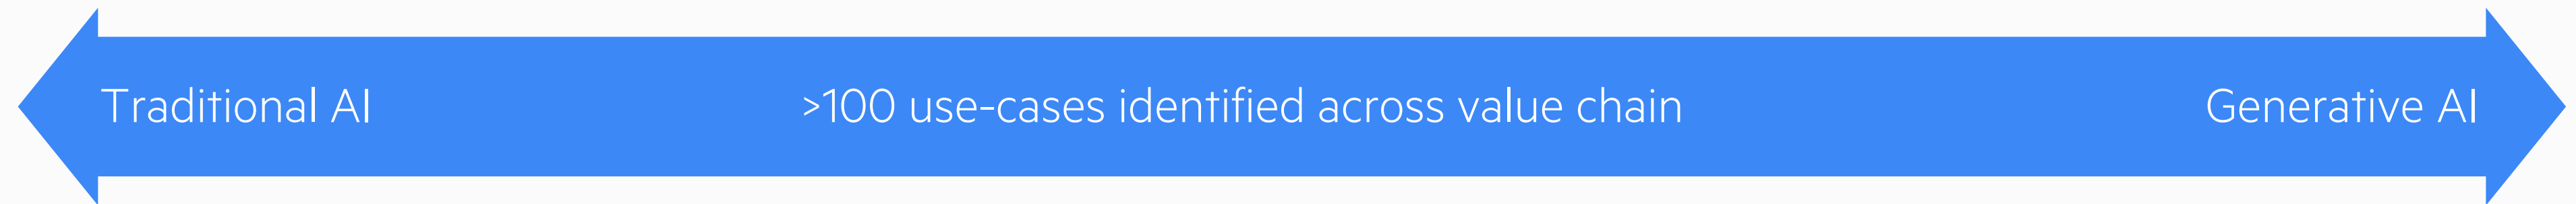 Traditional AI >100 use-cases identified across value chain Generative AI